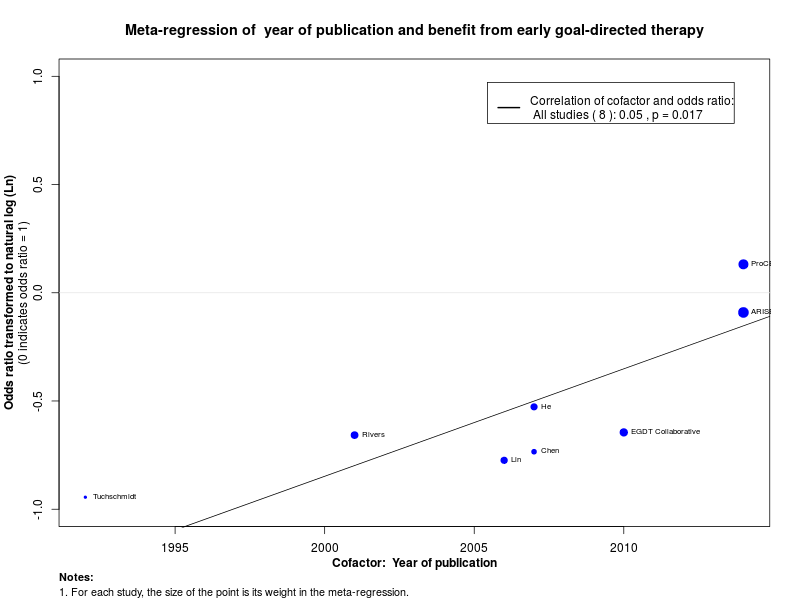 Meta-regression of  year of publication and benefit from early goal-directed therapy
Odds ratio transformed to natural log (Ln)
(0 indicates odds ratio = 1)
1.0
0.5
0.0
-0.5
-1.0
Correlation of cofactor and odds ratio:
All studies ( 8 ): 0.05 , p = 0.017
ProCE
ARISE
He
Rivers
EGDT Collaborative
Chen
Lin
Tuchschmidt
1995
2000
2005
2010
Cofactor:  Year of publication
Notes:
1. For each study, the size of the point is its weight in the meta-regression.